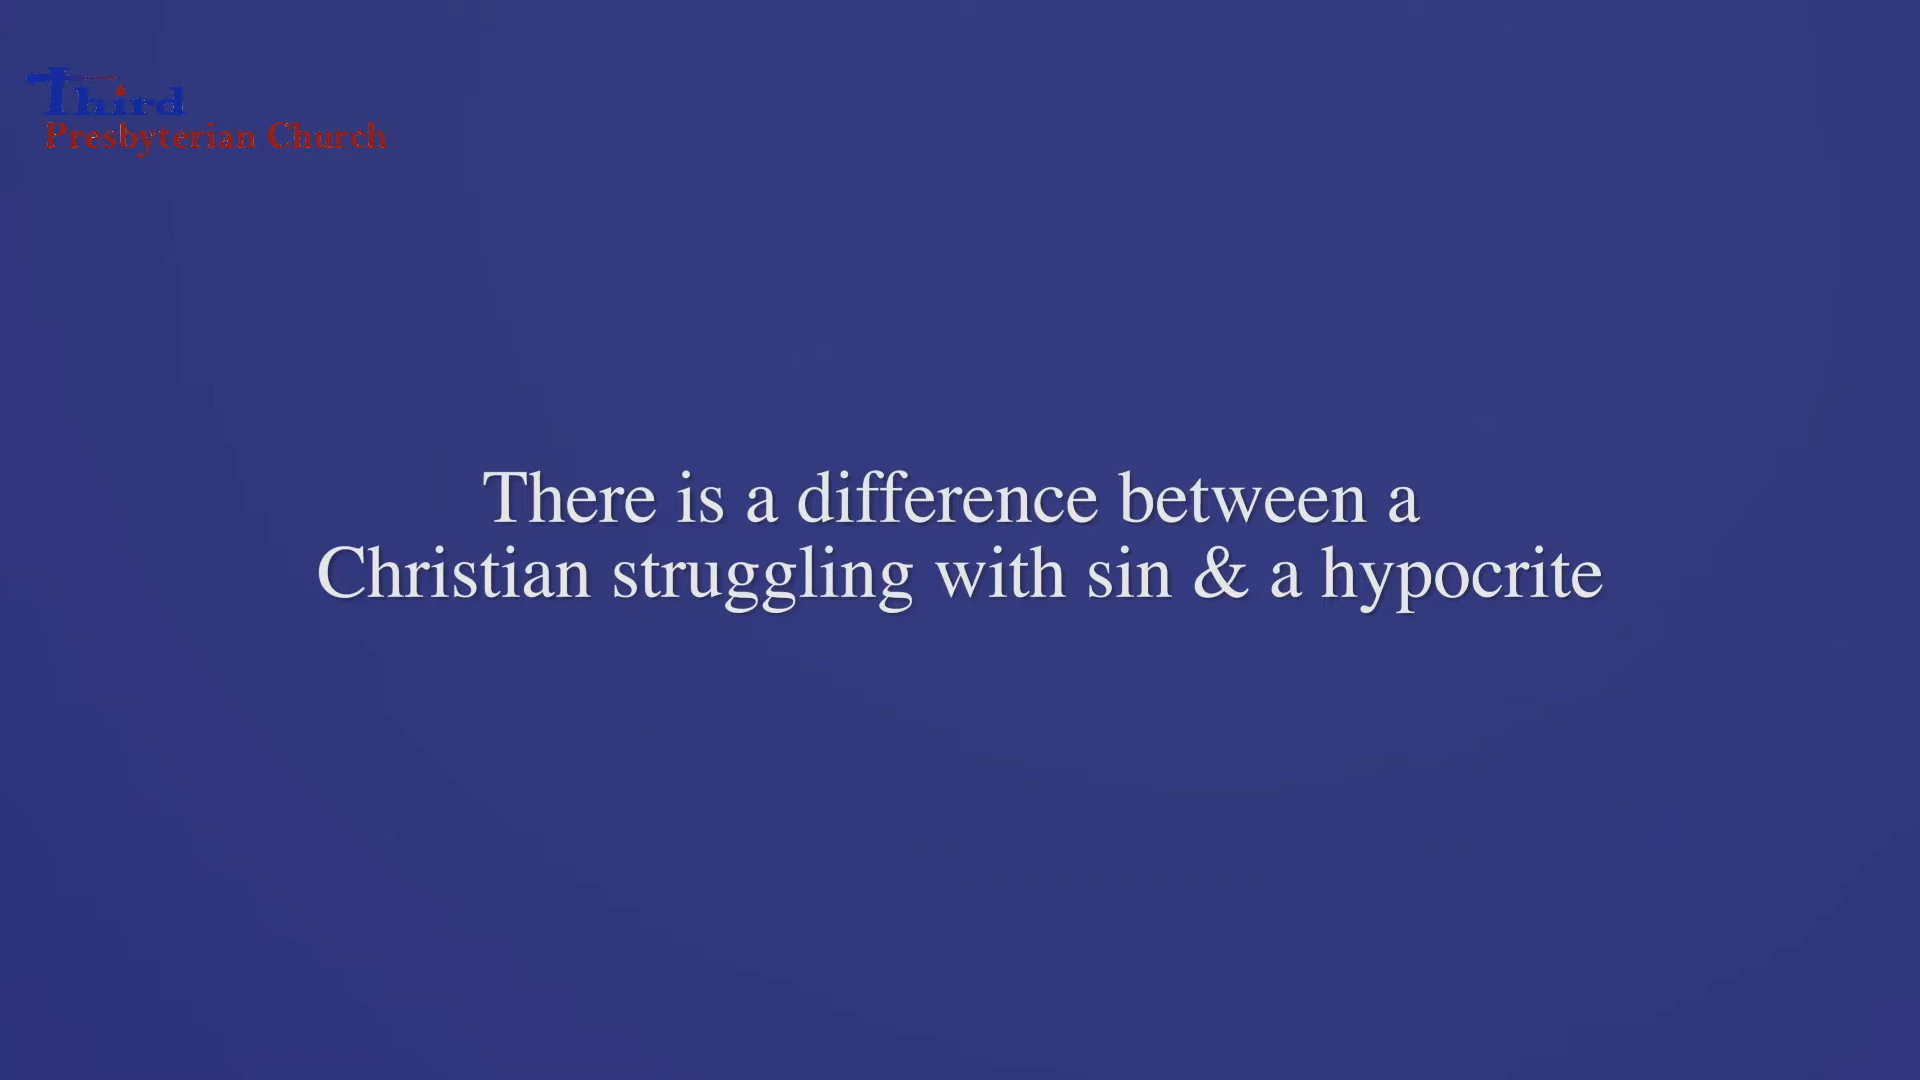 Third
Presbyterian Church
There is a difference between a
Christian struggling with sin & a hypocrite